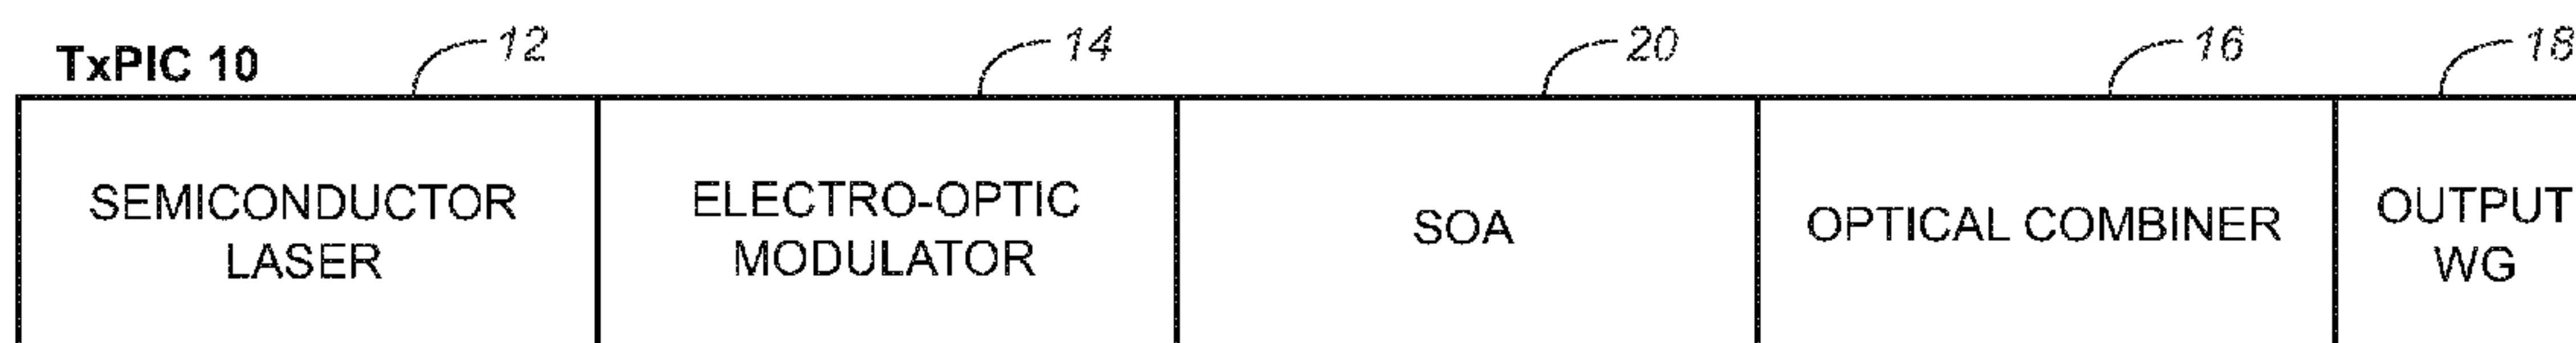 TxPIC 10
12
14
20
16
18
SEMICONDUCTOR
LASER
ELECTRO-OPTIC
MODULATOR
SOA
OPTICAL COMBINER
OUTPUT
WG